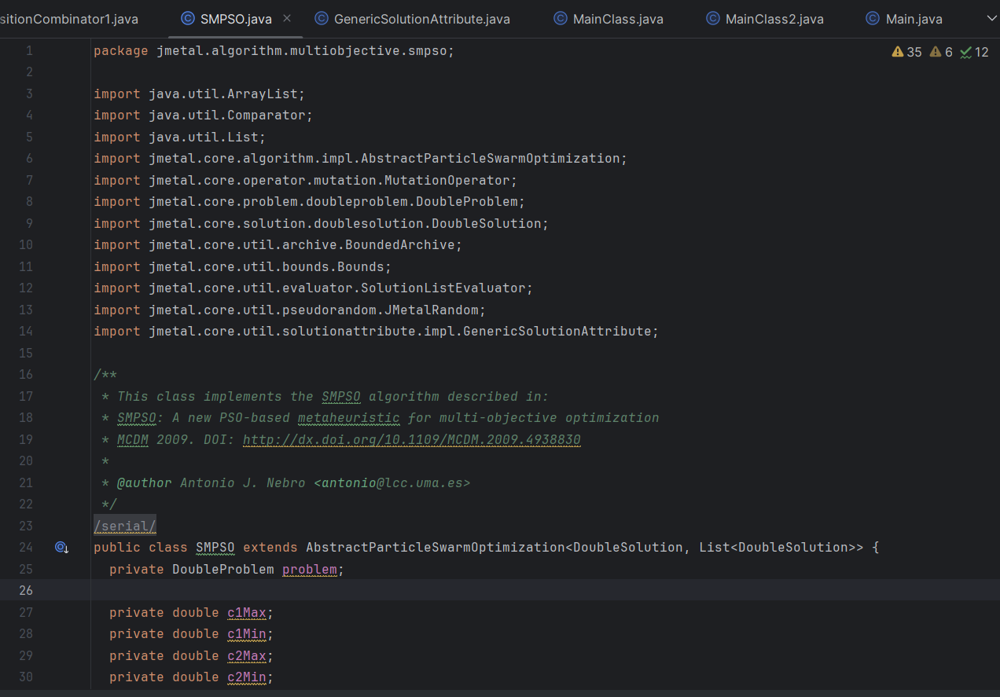 sitionCombinator1.java SMPSO.java GenericSolutionAttribute.java MainClass.java MainClass2.java Main.java
35 6 12
1 package jmetal.algorithm.multiobjective.smpso;
2
3 import java.util.ArrayList;
4 import java.util.Comparator;
5 import java.util.List;
6 import jmetal.core.algorithm.impl.AbstractParticleSwarmOptimization;
7 import jmetal.core.operator.mutation.MutationOperator;
8 import jmetal.core.problem.doubleproblem.DoubleProblem;
9 import jmetal.core.solution.doublesolution.DoubleSolution;
10 import jmetal.core.util.archive.BoundedArchive;
11 import jmetal.core.util.bounds.Bounds;
12 import jmetal.core.util.evaluator.SolutionListEvaluator;
13 import jmetal.core.util.pseudorandom.JMetalRandom;
14 import jmetal.core.util.solutionattribute.impl.GenericSolutionAttribute;
15
16 /**
17 * This class implements the SMPSO algorithm described in:
18 * SMPSO: A new PSO-based metaheuristic for multi-objective optimization
19 * MCDM 2009. DOI: http://dx.doi.org/10.1109/MCDM.2009.4938830
20 *
21 * @author Antonio J. Nebro <antonio@lcc.uma.es>
22 */
23 /serial/
24 public class SMPSO extends AbstractParticleSwarmOptimization<DoubleSolution, List<DoubleSolution>> {
25 private DoubleProblem problem;
26
27 private double c1Max;
28 private double c1Min;
29 private double c2Max;
30 private double c2Min;